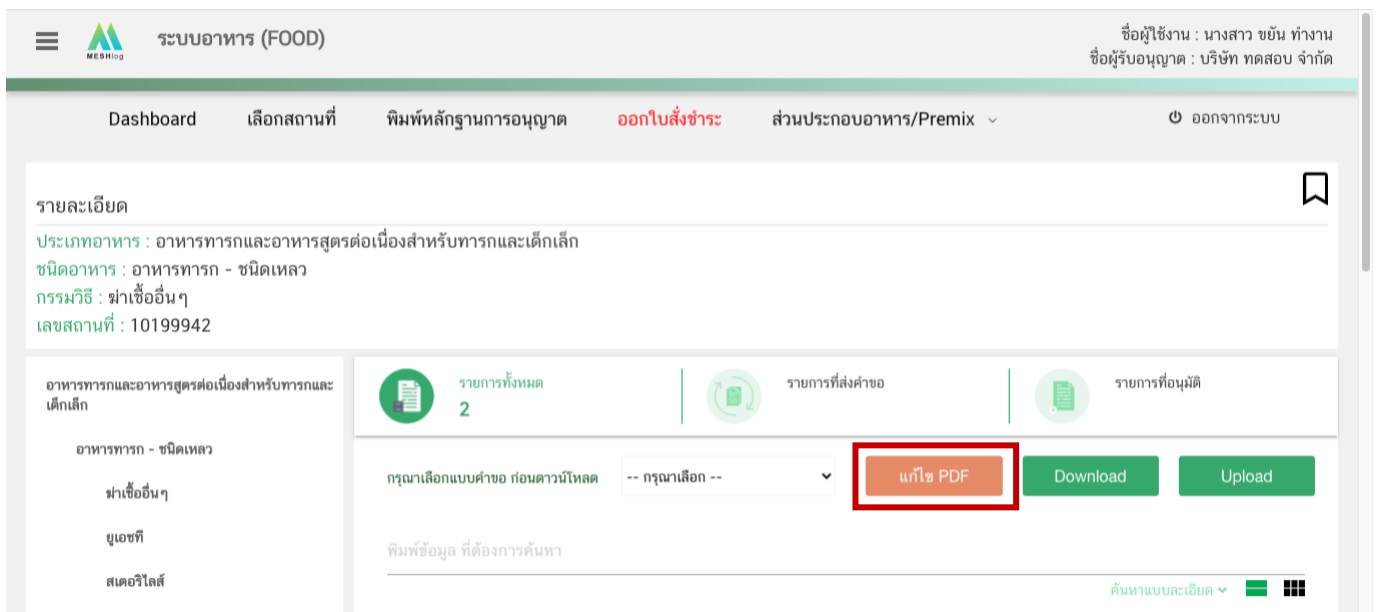 MESHlog
ระบบอาหาร (FOOD)
ชื่อผู้ใช้งาน : นางสาว ขยัน ทำงาน
ชื่อผู้รับอนุญาต : บริษัท ทดสอบ จำกัด
Dashboard เลือกสถานที่ พิมพ์หลักฐานการอนุญาต ออกใบสั่งชำระ ส่วนประกอบอาหาร/Premix ออกจากระบบ
รายละเอียด
ประเภทอาหาร : อาหารทารกและอาหารสูตรต่อเนื่องสำหรับทารกและเด็กเล็ก
ชนิดอาหาร : อาหารทารก - ชนิดเหลว
กรรมวิธี : ฆ่าเชื้ออื่นๆ
เลขสถานที่ : 10199942
อาหารทารกและอาหารสูตรต่อเนื่องสำหรับทารกและ
เด็กเล็ก
อาหารทารก - ชนิดเหลว
ฆ่าเชื้ออื่นๆ
ยูเอชที
สเตอริไลส์
รายการทั้งหมด
2
รายการที่ส่งคำขอ
รายการที่อนุมัติ
กรุณาเลือกแบบคำขอ ก่อนดาวน์โหลด -- กรุณาเลือก -- แก้ไข PDF Download Upload
พิมพ์ข้อมูล ที่ต้องการค้นหา
ค้นหาแบบละเอียด